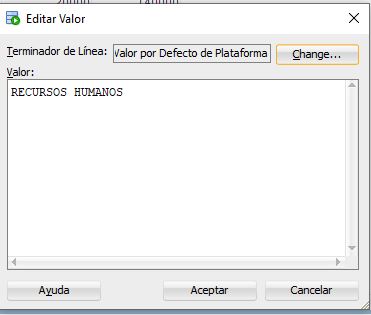 Editar Valor
Terminador de Línea:
Valor por Defecto de Plataforma
Change...
Valor:
RECURSOS HUMANOS
Ayuda
Aceptar
Cancelar